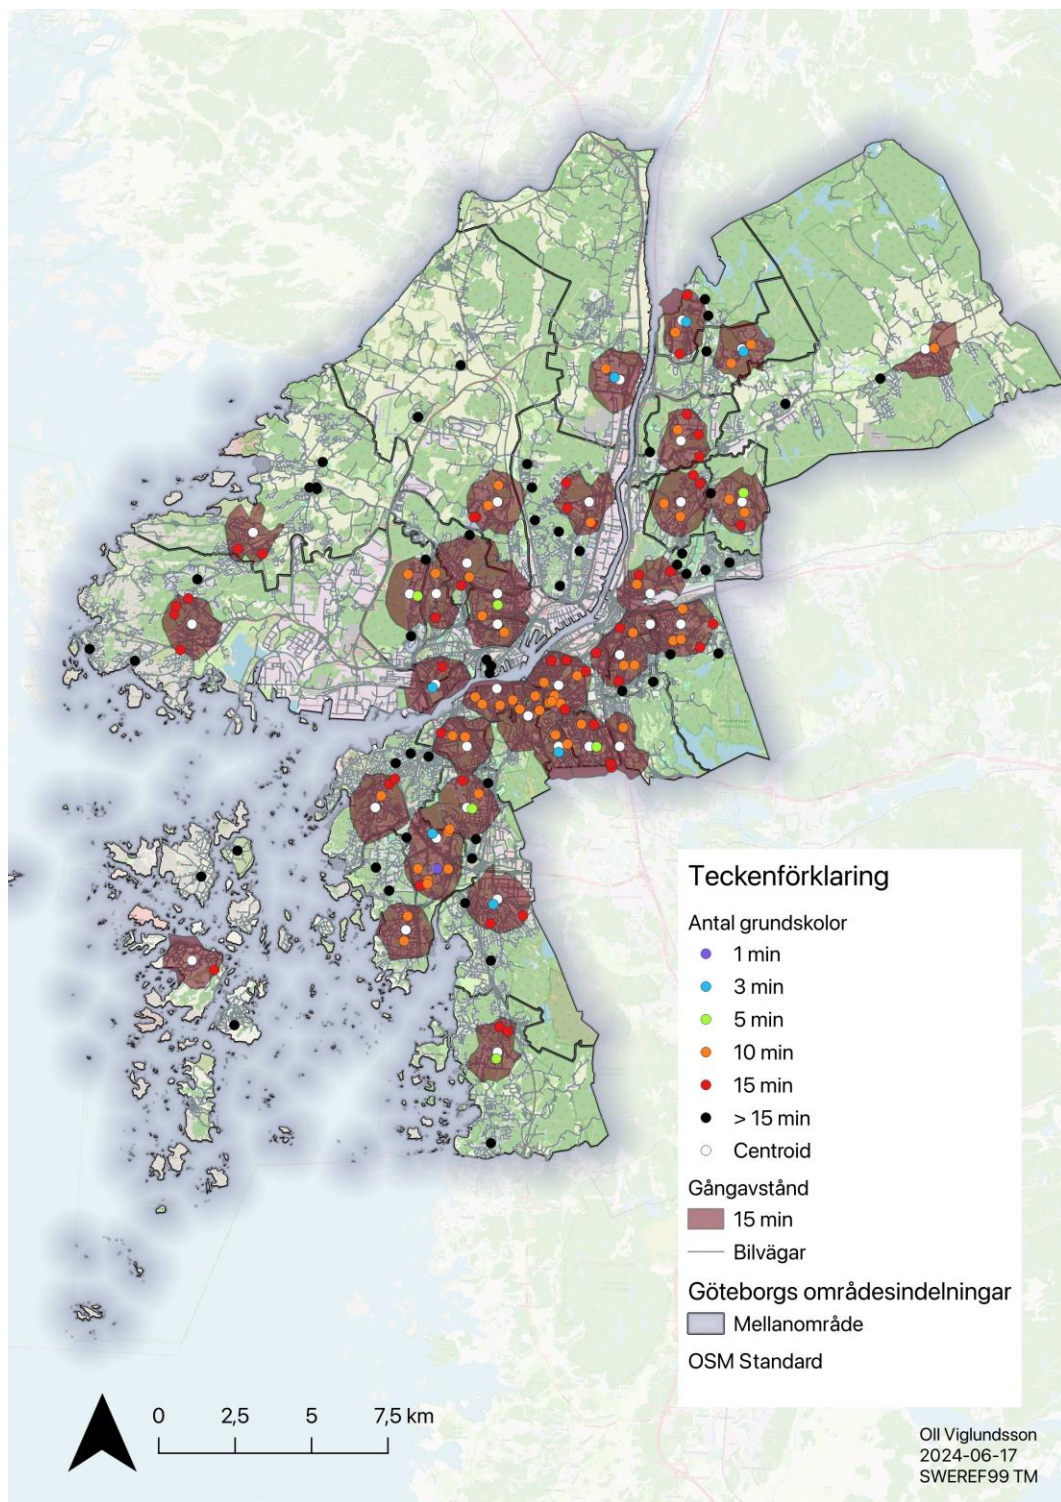 Teckenförklaring
Antal grundskolor
1 min
3 min
5 min
10 min
15 min
> 15 min
Centroid
Gångavstånd
15 min
Bilvägar
Göteborgs områdesindelningar
Mellanområde
OSM Standard
0 2,5 5 7,5 km
Oll Viglundsson
2024-06-17
SWEREF99 TM